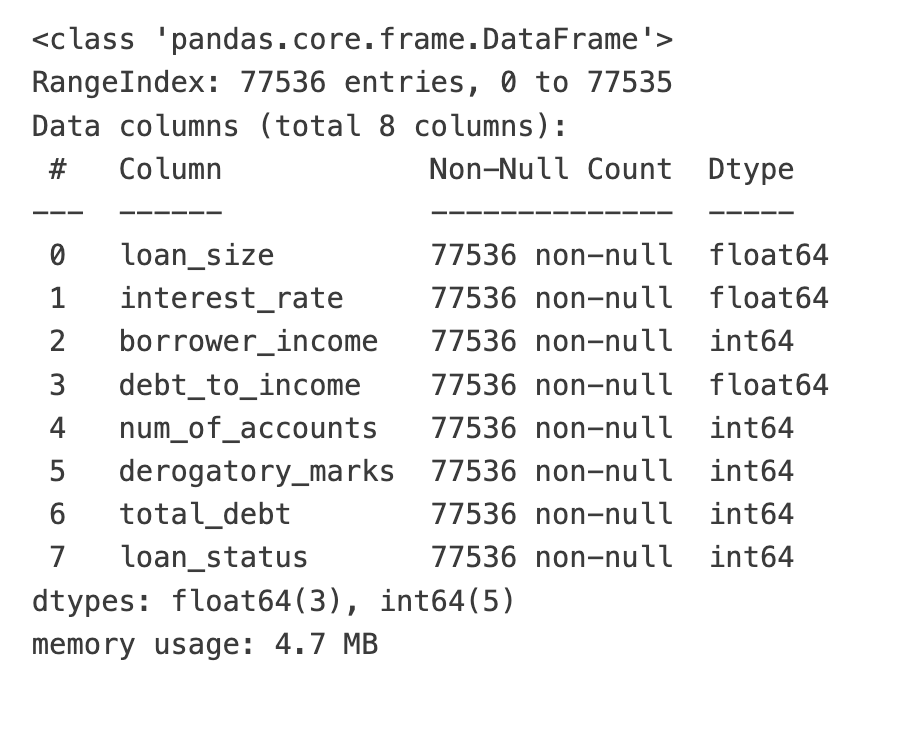 <class 'pandas.core.frame.DataFrame'>
RangeIndex: 77536 entries, 0 to 77535
Data columns (total 8 columns):
 #   Column            Non-Null Count  Dtype
---  ------            --------------  -----
 0   loan_size         77536 non-null  float64
 1   interest_rate     77536 non-null  float64
 2   borrower_income   77536 non-null  int64
 3   debt_to_income    77536 non-null  float64
 4   num_of_accounts   77536 non-null  int64
 5   derogatory_marks  77536 non-null  int64
 6   total_debt        77536 non-null  int64
 7   loan_status       77536 non-null  int64
dtypes: float64(3), int64(5)
memory usage: 4.7 MB